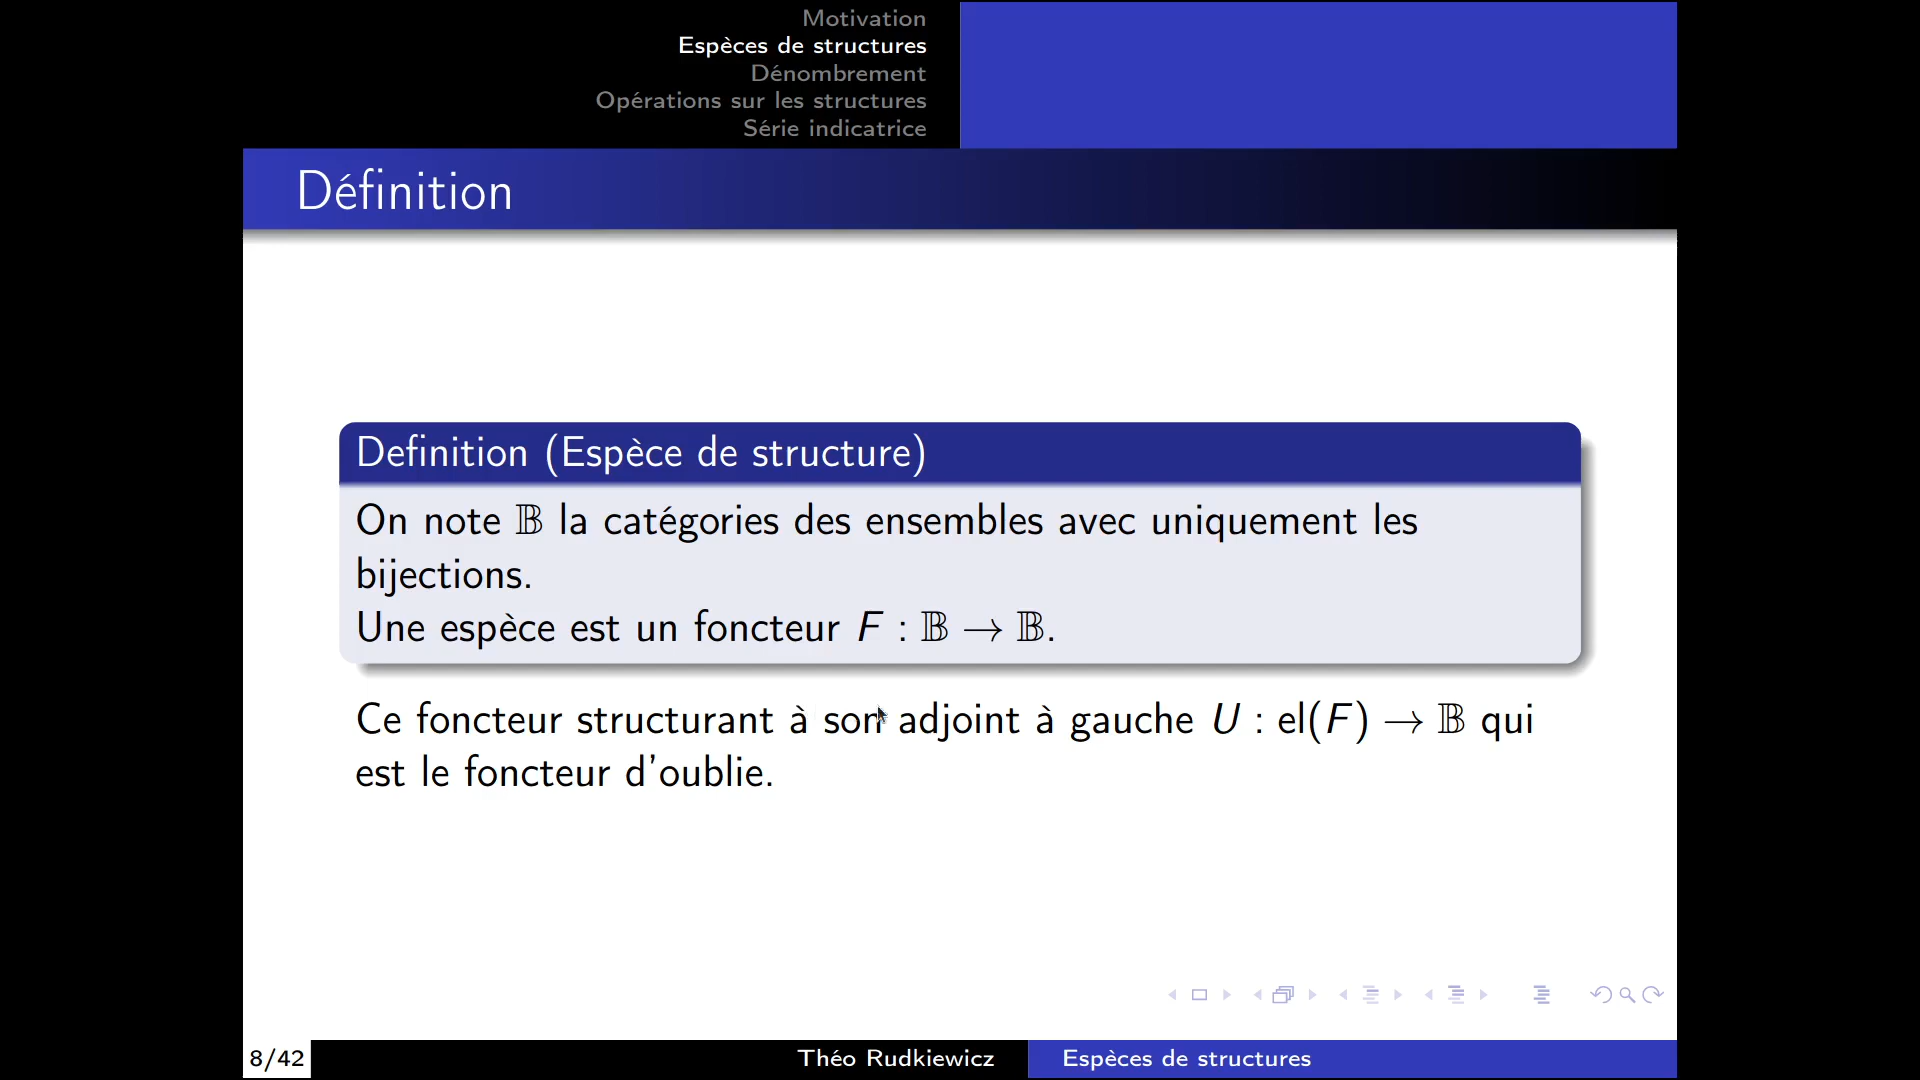 Motivation
Espèces de structures
Dénombrement
Opérations sur les structures
Série indicatrice
Définition
Definition (Espèce de structure)
On note 𝔹 la catégories des ensembles avec uniquement les
bijections.
Une espèce est un foncteur F : 𝔹 → 𝔹.
Ce foncteur structurant à son adjoint à gauche U : el(F) → 𝔹 qui
est le foncteur d'oublie.
8/42
Théo Rudkiewicz
Espèces de structures